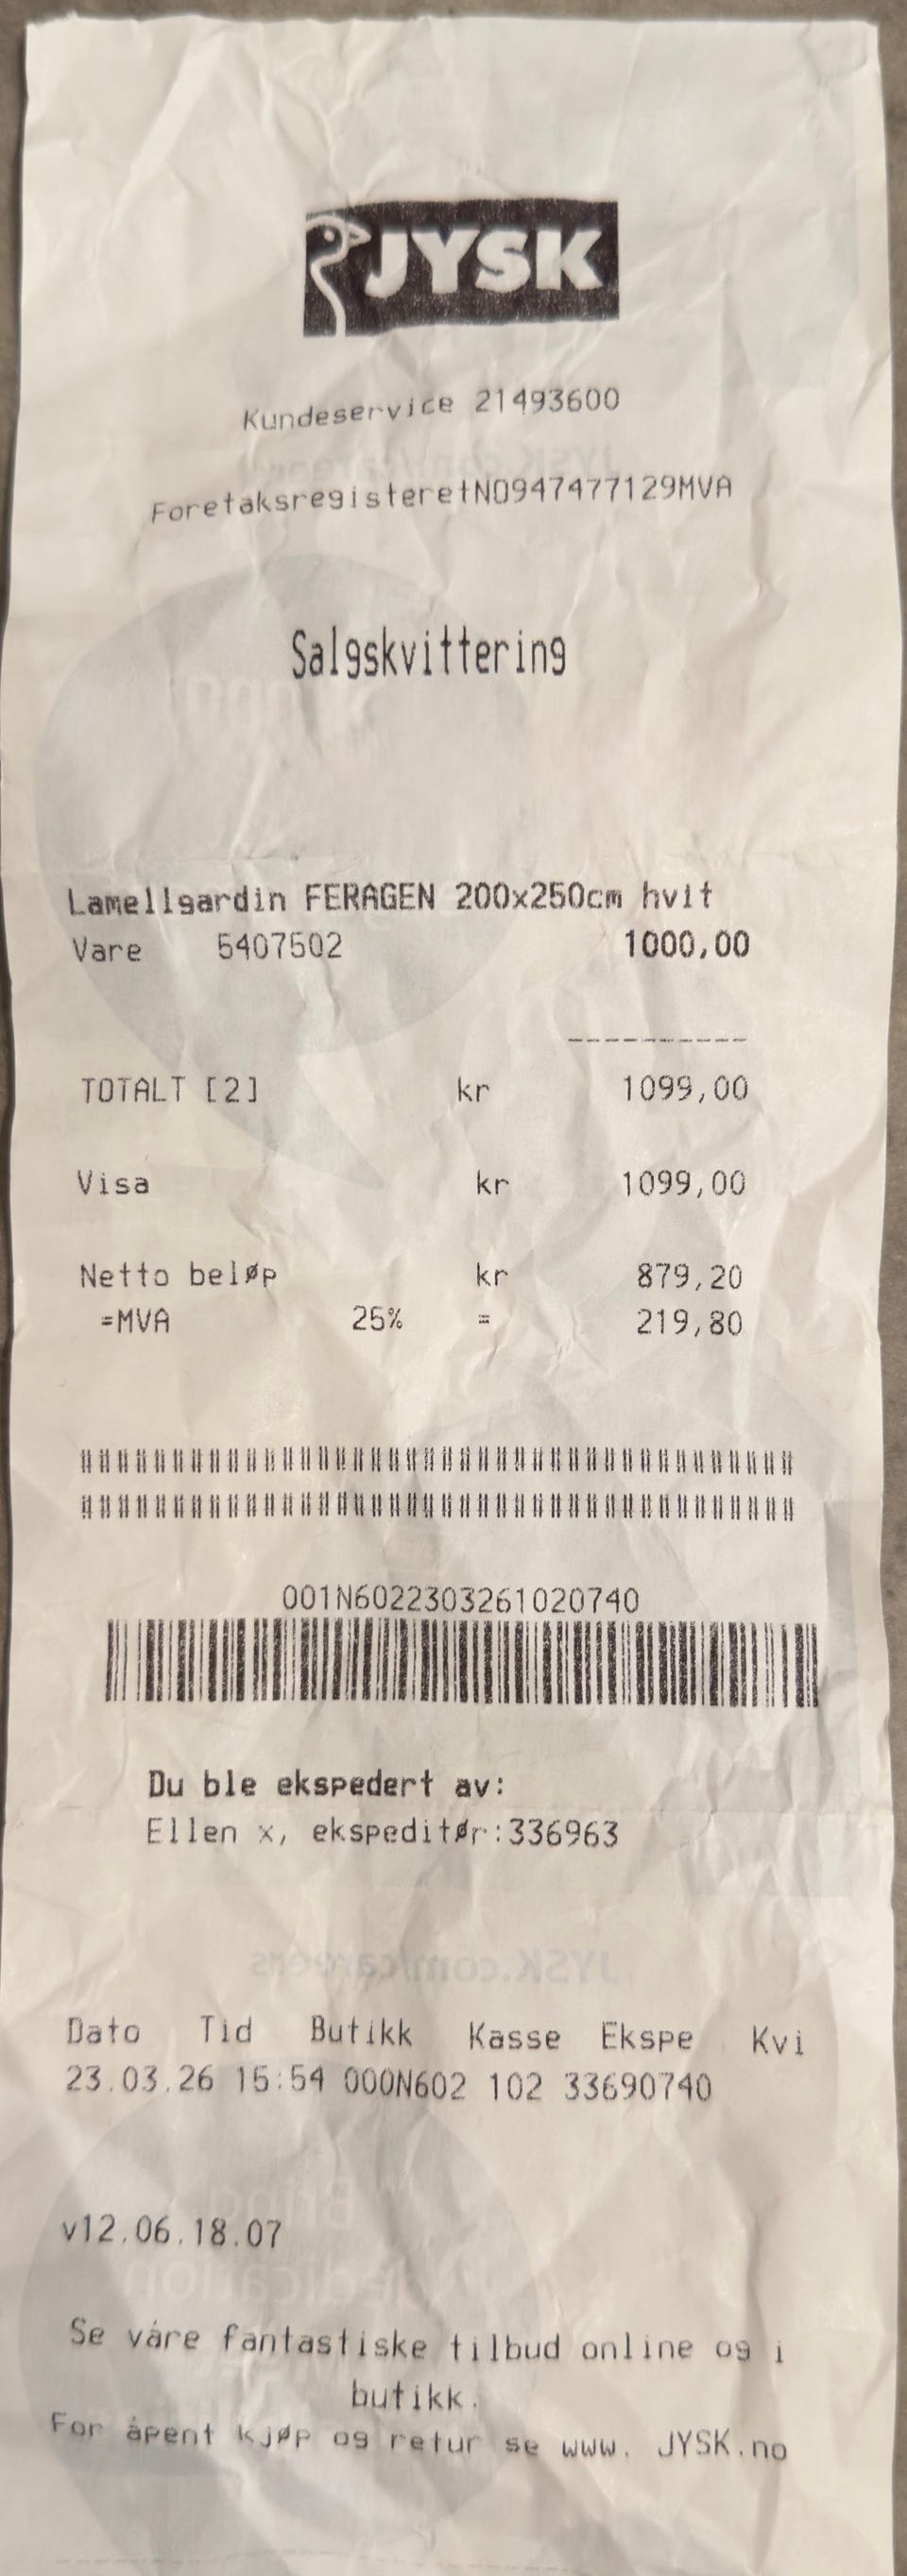 JYSK
Kundeservice 21493600
ForetaksregisteretNO947477129MVA
Salgskvittering
Lamellgardin FERAGEN 200x250cm hvit
Vare 5407502 1000,00
----------
TOTALT [2] kr 1099,00
Visa kr 1099,00
Netto beløp kr 879,20
=MVA 25% = 219,80
########################################
########################################
001N6022303261020740
Du ble ekspedert av:
Ellen x, ekspeditør:336963
JYSK.com/careers
Dato Tid Butikk Kasse Ekspe Kvi
23.03.26 15:54 000N602 102 33690740
v12.06.18.07
Se våre fantastiske tilbud online og i
butikk.
For åpent kjøp og retur se www. JYSK.no